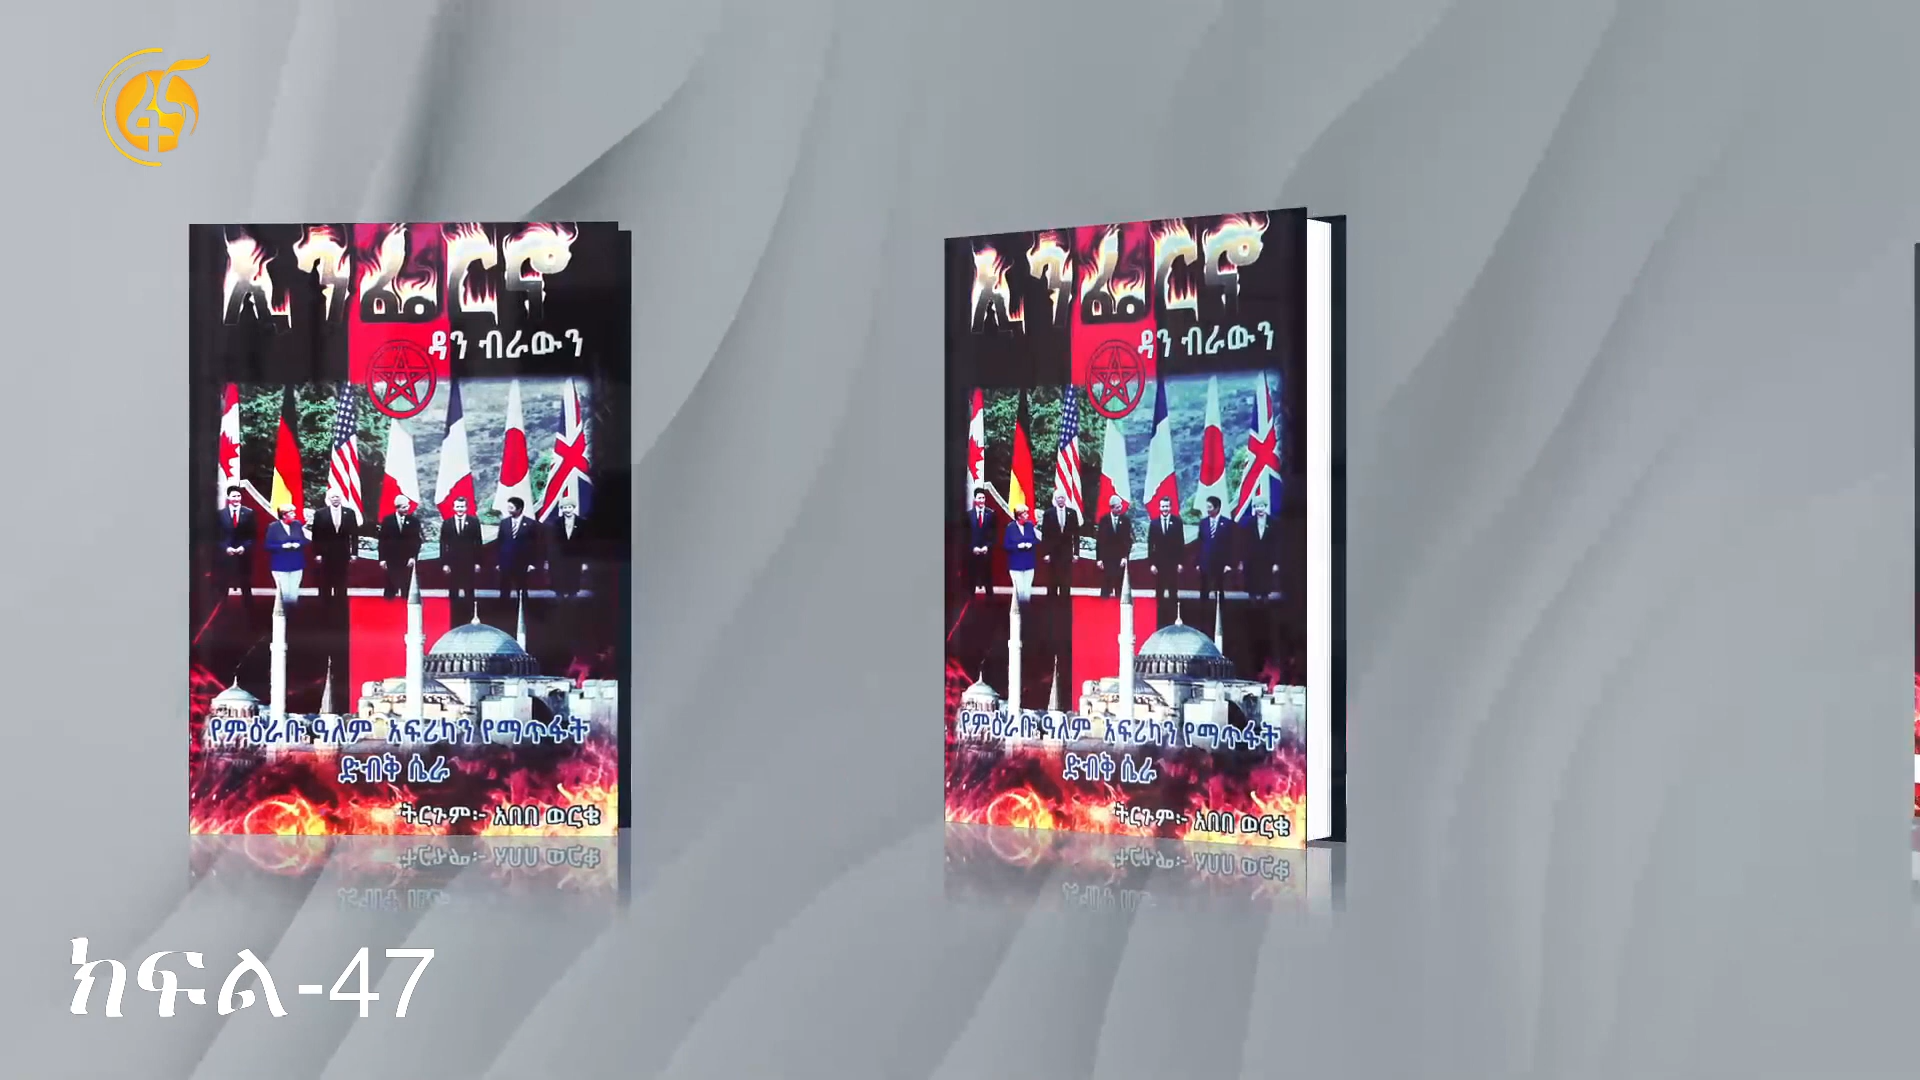 ኢንፈርኖ
ዳን ብራውን
የምዕራቡ ዓለም አፍሪካን የማጥፋት
ድብቅ ሴራ
ትርጉም፡- አበበ ወርቁ
ኢንፈርኖ
ዳን ብራውን
የምዕራቡ ዓለም አፍሪካን የማጥፋት
ድብቅ ሴራ
ትርጉም፡- አበበ ወርቁ
ክፍል-47